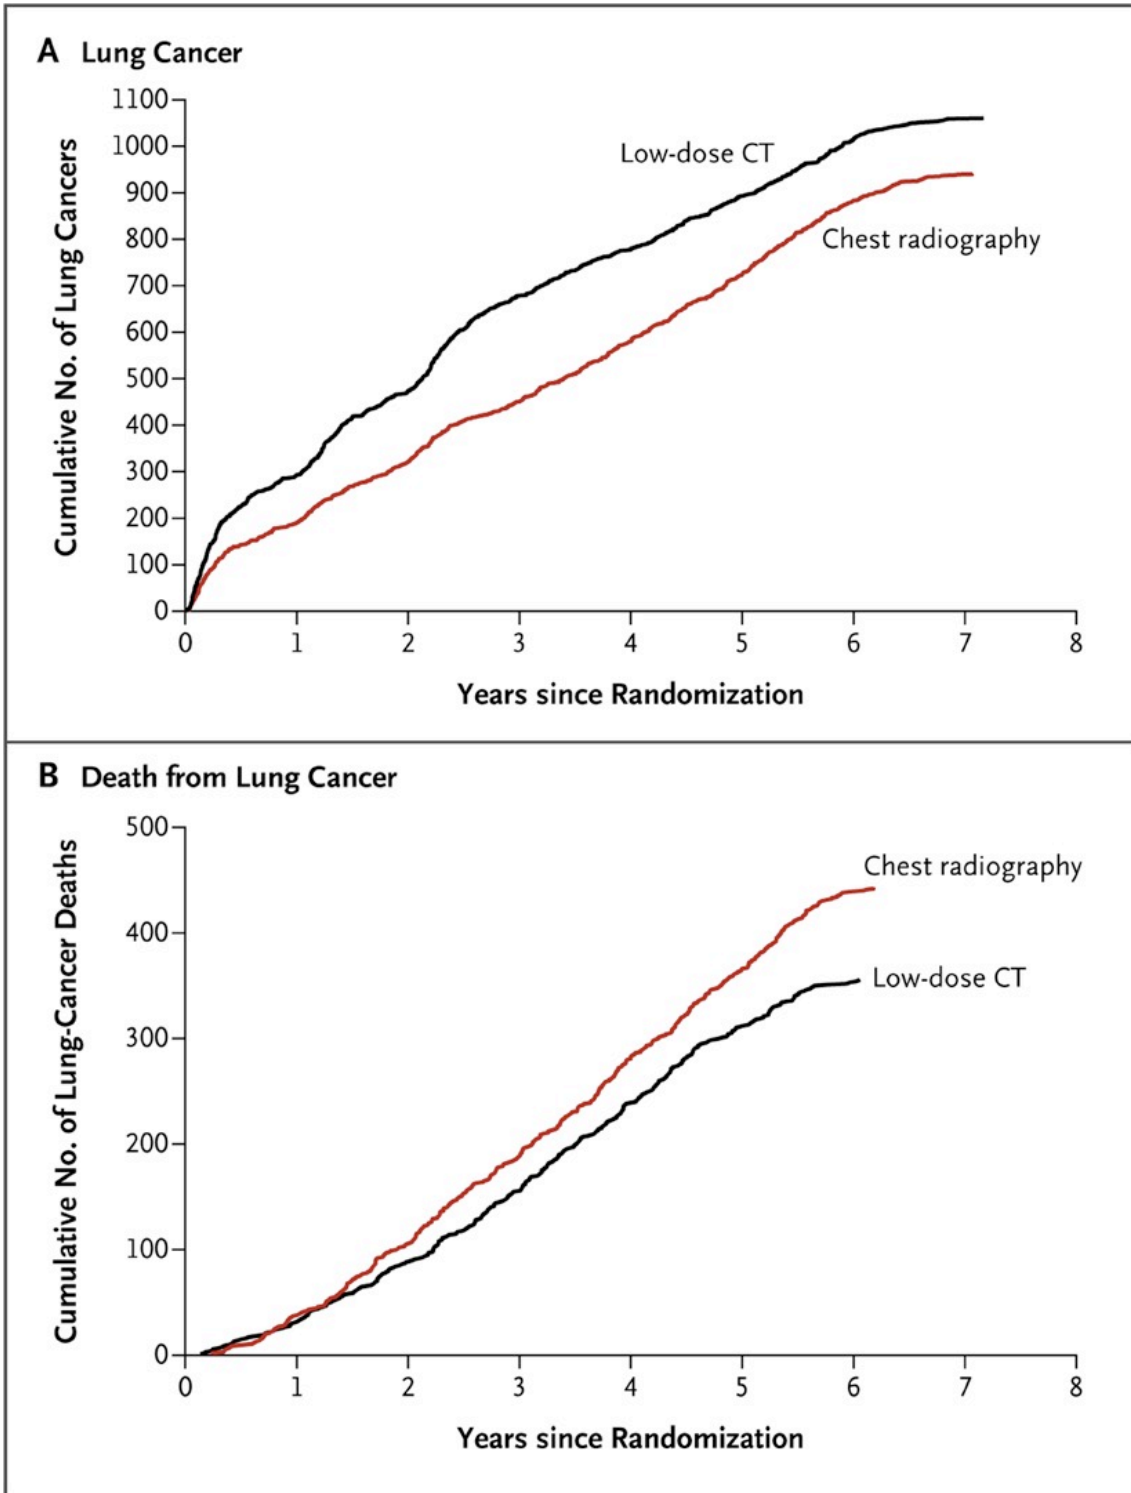 A Lung Cancer
Cumulative No. of Lung Cancers
1100
1000
900
800
700
600
500
400
300
200
100
0
Low-dose CT
Chest radiography
0 1 2 3 4 5 6 7 8
Years since Randomization
B Death from Lung Cancer
Cumulative No. of Lung-Cancer Deaths
500
400
300
200
100
0
Chest radiography
Low-dose CT
0 1 2 3 4 5 6 7 8
Years since Randomization